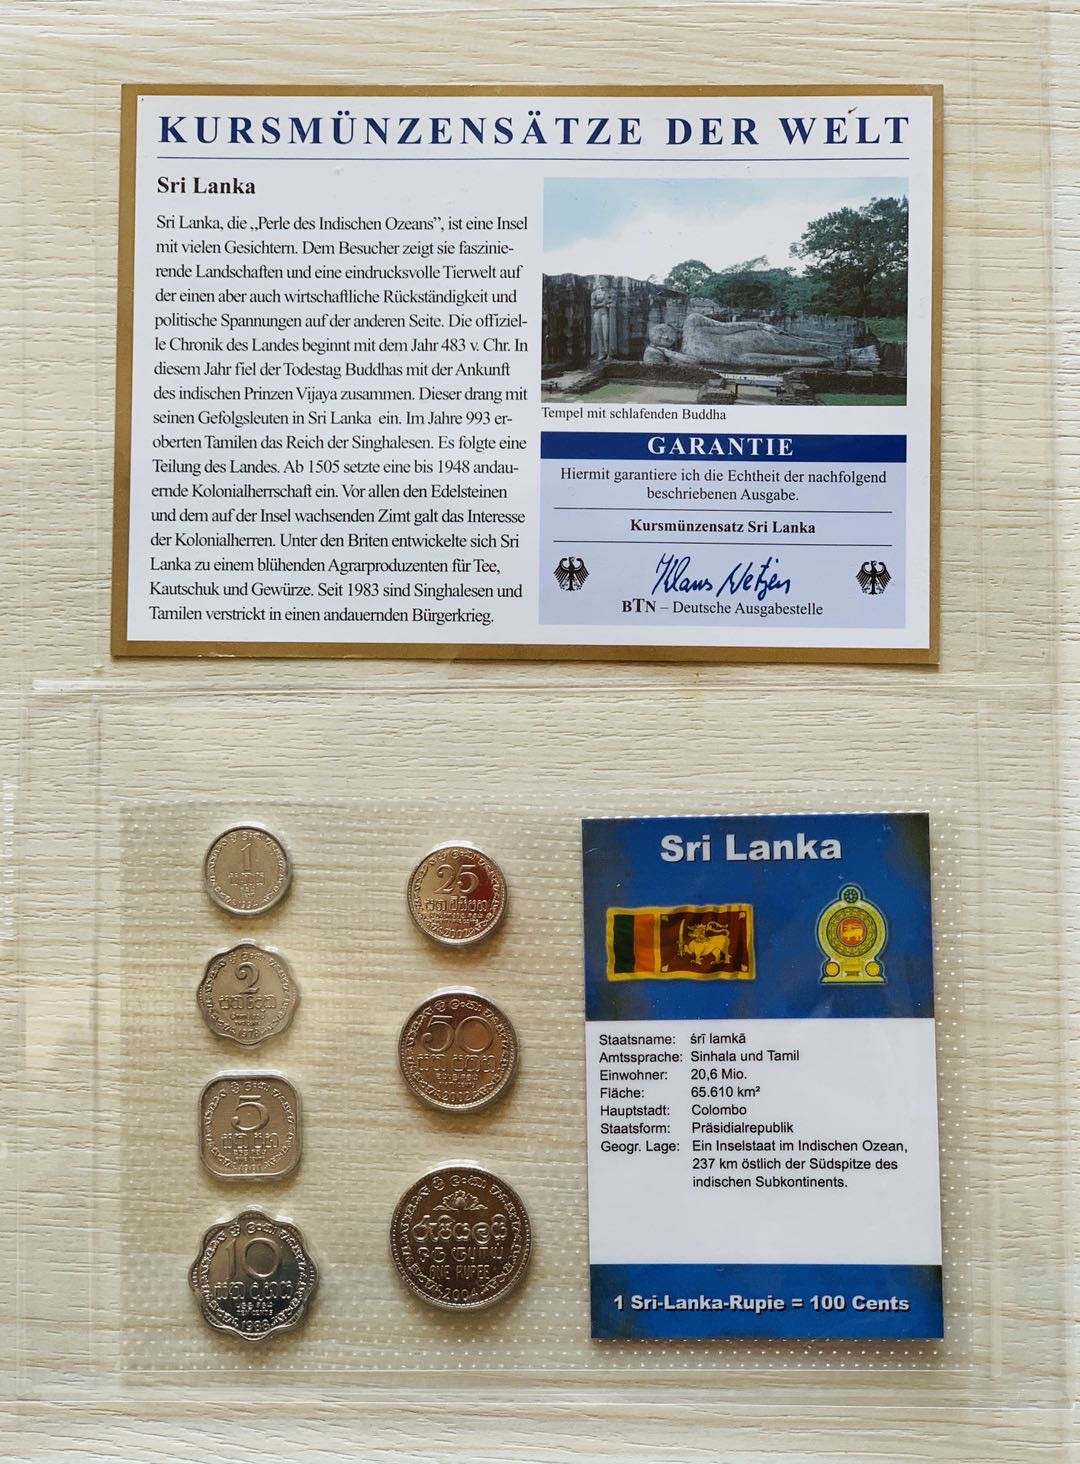 KURSMÜNZENSÄTZE DER WELT
Sri Lanka
Sri Lanka, die „Perle des Indischen Ozeans”, ist eine Insel
mit vielen Gesichtern. Dem Besucher zeigt sie faszinie-
rende Landschaften und eine eindrucksvolle Tierwelt auf
der einen aber auch wirtschaftliche Rückständigkeit und
politische Spannungen auf der anderen Seite. Die offiziel-
le Chronik des Landes beginnt mit dem Jahr 483 v. Chr. In
diesem Jahr fiel der Todestag Buddhas mit der Ankunft
des indischen Prinzen Vijaya zusammen. Dieser drang mit
seinen Gefolgsleuten in Sri Lanka ein. Im Jahre 993 er-
oberten Tamilen das Reich der Singhalesen. Es folgte eine
Teilung des Landes. Ab 1505 setzte eine bis 1948 andau-
ernde Kolonialherrschaft ein. Vor allen den Edelsteinen
und dem auf der Insel wachsenden Zimt galt das Interesse
der Kolonialherren. Unter den Briten entwickelte sich Sri
Lanka zu einem blühenden Agrarproduzenten für Tee,
Kautschuk und Gewürze. Seit 1983 sind Singhalesen und
Tamilen verstrickt in einen andauernden Bürgerkrieg.
Tempel mit schlafenden Buddha
GARANTIE
Hiermit garantiere ich die Echtheit der nachfolgend
beschriebenen Ausgabe.
Kursmünzensatz Sri Lanka
BTN – Deutsche Ausgabestelle
1
2
1978
5
10
1988
25
2002
50
2002
රුපියලයි
ஒரு ரூபாய்
ONE RUPEE
2004
Sri Lanka
Staatsname: śrī lamkā
Amtssprache: Sinhala und Tamil
Einwohner: 20,6 Mio.
Fläche: 65.610 km²
Hauptstadt: Colombo
Staatsform: Präsidialrepublik
Geogr. Lage: Ein Inselstaat im Indischen Ozean,
237 km östlich der Südspitze des
indischen Subkontinents.
1 Sri-Lanka-Rupie = 100 Cents